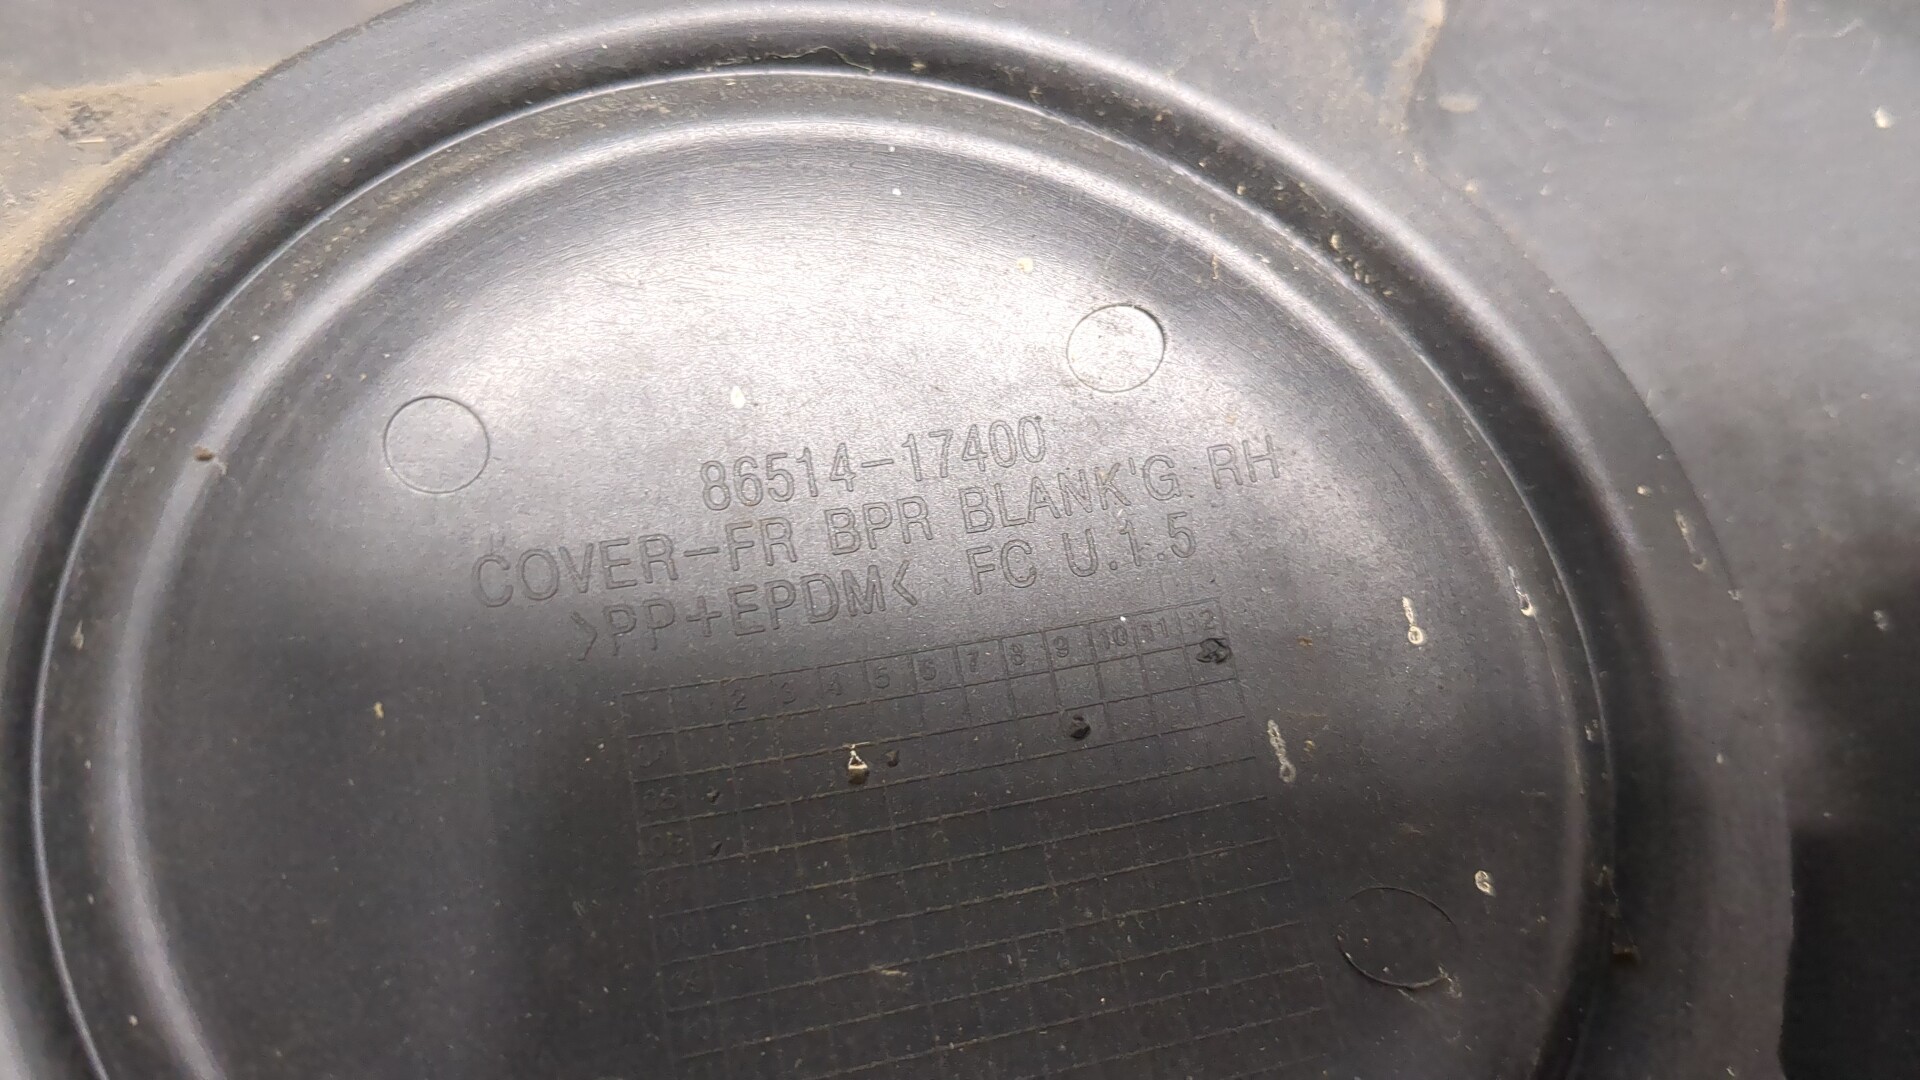 86514-17400
COVER-FR BPR BLANK'G RH
>PP+EPDM< FC U.1.5
2 3 4 5 6 7 8 9 10 11 12